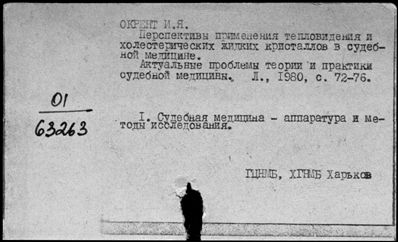 ОКРЕНТ И.Я.
Перспективы применения тепловидения и
холестерических жидких кристаллов в судеб-
ной медицине.
Актуальные проблемы теории и практики
судебной медицины. Л., 1980, с. 72-76.
01
63263
I. Судебная медицина - аппаратура и ме-
тоды исследования.
ГЦНМБ, ХГНМБ Харьков